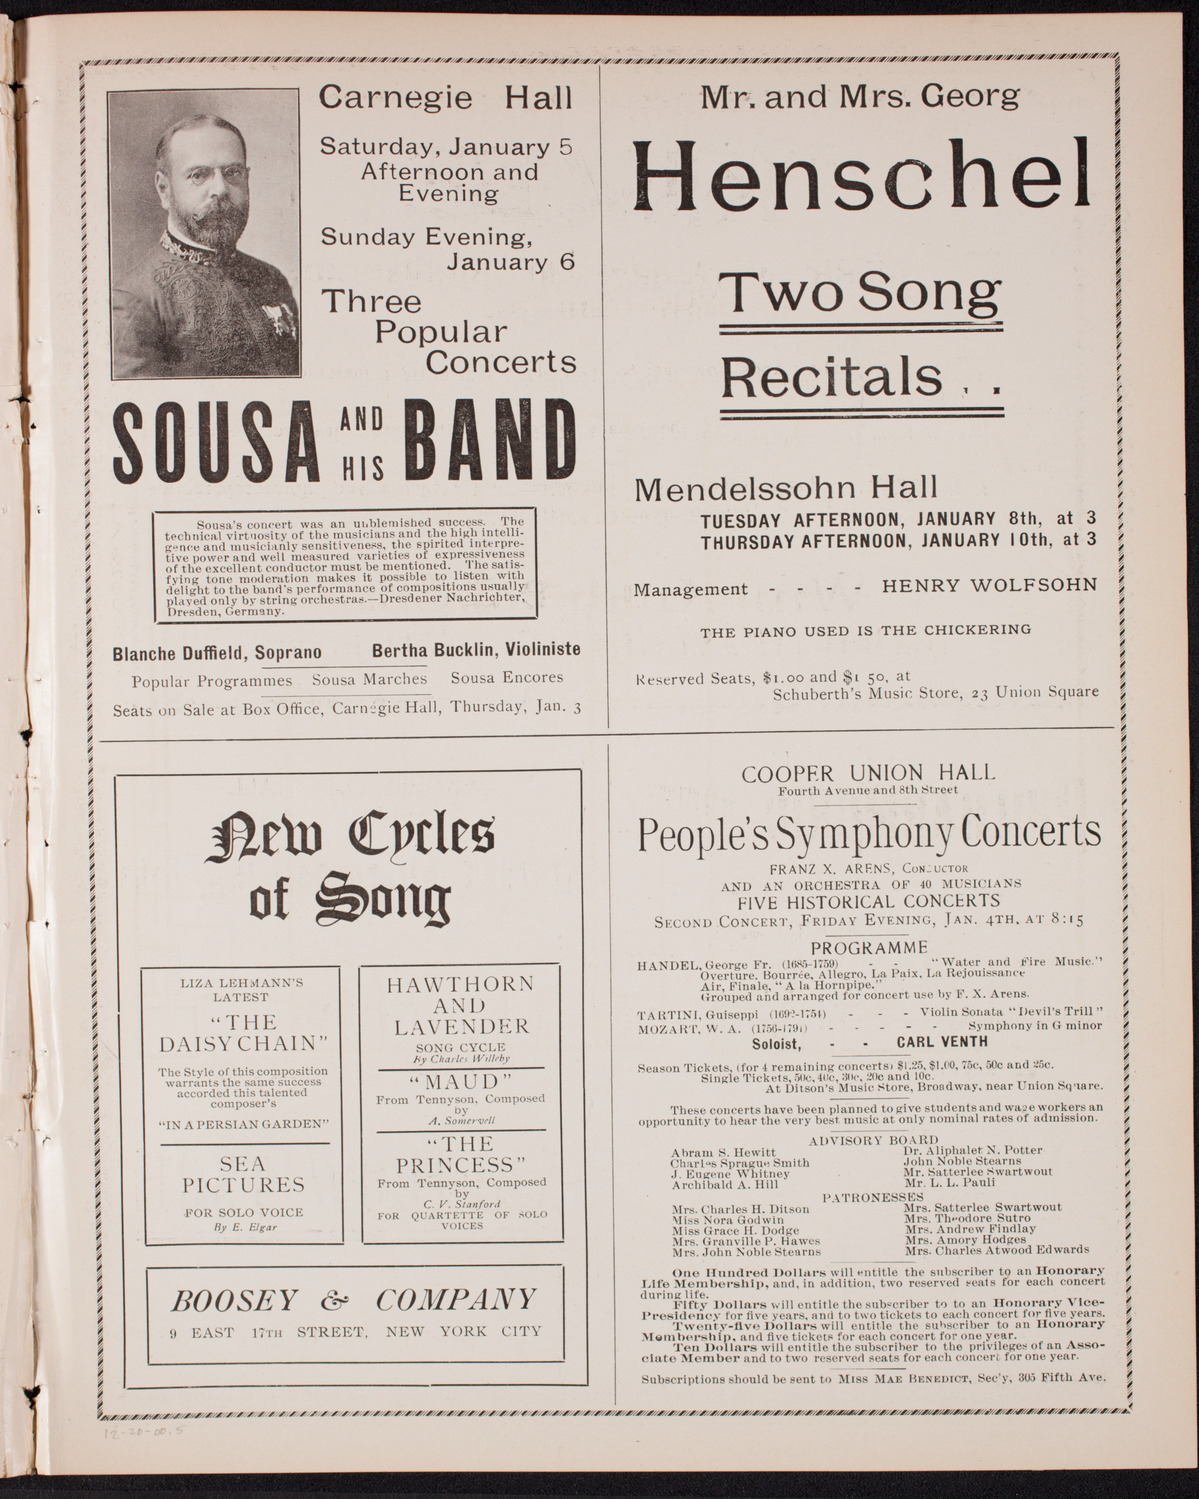 Carnegie Hall
Saturday, January 5
Afternoon and
Evening
Sunday Evening,
January 6
Three
Popular
Concerts
SOUSA AND HIS BAND
Sousa's concert was an unblemished success. The
technical virtuosity of the musicians and the high intelli-
gence and musicianly sensitiveness, the spirited interpre-
tive power and well measured varieties of expressiveness
of the excellent conductor must be mentioned. The satis-
fying tone moderation makes it possible to listen with
delight to the band's performance of compositions usually
played only by string orchestras.—Dresdener Nachrichter,
Dresden, Germany.
Blanche Duffield, Soprano Bertha Bucklin, Violiniste
Popular Programmes Sousa Marches Sousa Encores
Seats on Sale at Box Office, Carnegie Hall, Thursday, Jan. 3
Mr. and Mrs. Georg
Henschel
Two Song
Recitals . .
Mendelssohn Hall
TUESDAY AFTERNOON, JANUARY 8th, at 3
THURSDAY AFTERNOON, JANUARY 10th, at 3
Management - - - - HENRY WOLFSOHN
THE PIANO USED IS THE CHICKERING
Reserved Seats, $1.00 and $1 50, at
Schuberth's Music Store, 23 Union Square
New Cycles
of Song
LIZA LEHMANN'S
LATEST
"THE
DAISY CHAIN"
The Style of this composition
warrants the same success
accorded this talented
composer's
"IN A PERSIAN GARDEN"
SEA
PICTURES
FOR SOLO VOICE
By E. Elgar
HAWTHORN
AND
LAVENDER
SONG CYCLE
By Charles Willeby
"MAUD"
From Tennyson, Composed
by
A. Somervell
"THE
PRINCESS"
From Tennyson, Composed
by
C. V. Stanford
FOR QUARTETTE OF SOLO
VOICES
BOOSEY & COMPANY
9 EAST 17TH STREET, NEW YORK CITY
COOPER UNION HALL
Fourth Avenue and 8th Street
People's Symphony Concerts
FRANZ X. ARENS, CONDUCTOR
AND AN ORCHESTRA OF 40 MUSICIANS
FIVE HISTORICAL CONCERTS
SECOND CONCERT, FRIDAY EVENING, JAN. 4TH, AT 8:15
PROGRAMME
HANDEL, George Fr. (1685-1759) - - "Water and Fire Music."
Overture, Bourrée, Allegro, La Paix, La Rejouissance
Air, Finale, "A la Hornpipe."
Grouped and arranged for concert use by F. X. Arens.
TARTINI, Guiseppi (1692-1754) - - - Violin Sonata "Devil's Trill"
MOZART, W. A. (1756-1791) - - - - - Symphony in G minor
Soloist, - - CARL VENTH
Season Tickets, (for 4 remaining concerts) $1.25, $1.00, 75c, 50c and 25c.
Single Tickets, 50c, 40c, 30c, 20c and 10c.
At Ditson's Music Store, Broadway, near Union Square.
These concerts have been planned to give students and wage workers an
opportunity to hear the very best music at only nominal rates of admission.
ADVISORY BOARD
Abram S. Hewitt Dr. Aliphalet N. Potter
Charles Sprague Smith John Noble Stearns
J. Eugene Whitney Mr. Satterlee Swartwout
Archibald A. Hill Mr. L. L. Pauli
PATRONESSES
Mrs. Charles H. Ditson Mrs. Satterlee Swartwout
Miss Nora Godwin Mrs. Theodore Sutro
Miss Grace H. Dodge Mrs. Andrew Findlay
Mrs. Granville P. Hawes Mrs. Amory Hodges
Mrs. John Noble Stearns Mrs. Charles Atwood Edwards
One Hundred Dollars will entitle the subscriber to an Honorary
Life Membership, and, in addition, two reserved seats for each concert
during life.
Fifty Dollars will entitle the subscriber to to an Honorary Vice-
Presidency for five years, and to two tickets to each concert for five years.
Twenty-five Dollars will entitle the subscriber to an Honorary
Membership, and five tickets for each concert for one year.
Ten Dollars will entitle the subscriber to the privileges of an Asso-
ciate Member and to two reserved seats for each concert for one year.
Subscriptions should be sent to MISS MAE BENEDICT, Sec'y, 305 Fifth Ave.
12-20-00.5